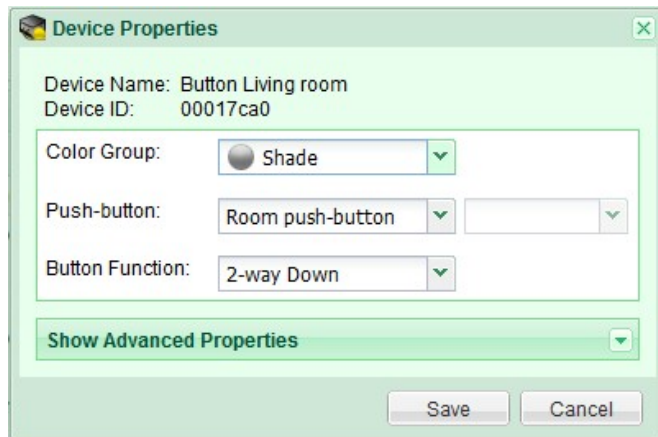 Device Properties
Device Name: Button Living room
Device ID: 00017ca0
Color Group: Shade
Push-button: Room push-button
Button Function: 2-way Down
Show Advanced Properties
Save Cancel